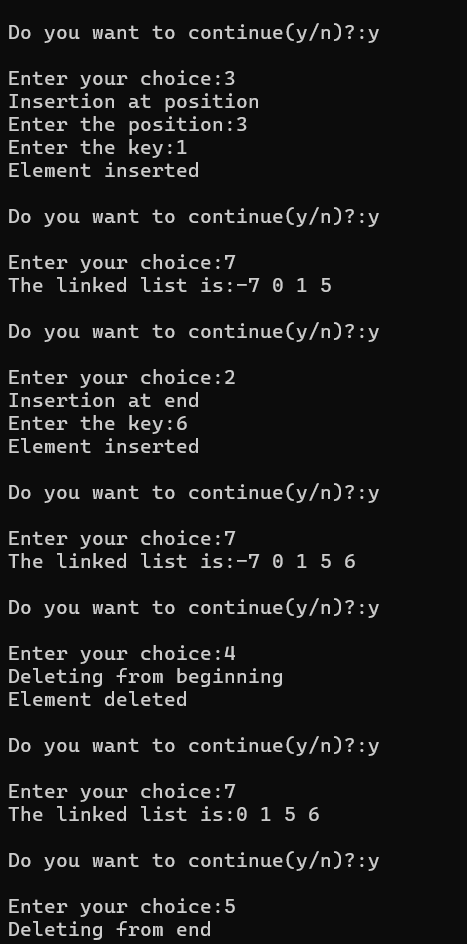 Do you want to continue(y/n)?:y
Enter your choice:3
Insertion at position
Enter the position:3
Enter the key:1
Element inserted
Do you want to continue(y/n)?:y
Enter your choice:7
The linked list is:-7 0 1 5
Do you want to continue(y/n)?:y
Enter your choice:2
Insertion at end
Enter the key:6
Element inserted
Do you want to continue(y/n)?:y
Enter your choice:7
The linked list is:-7 0 1 5 6
Do you want to continue(y/n)?:y
Enter your choice:4
Deleting from beginning
Element deleted
Do you want to continue(y/n)?:y
Enter your choice:7
The linked list is:0 1 5 6
Do you want to continue(y/n)?:y
Enter your choice:5
Deleting from end